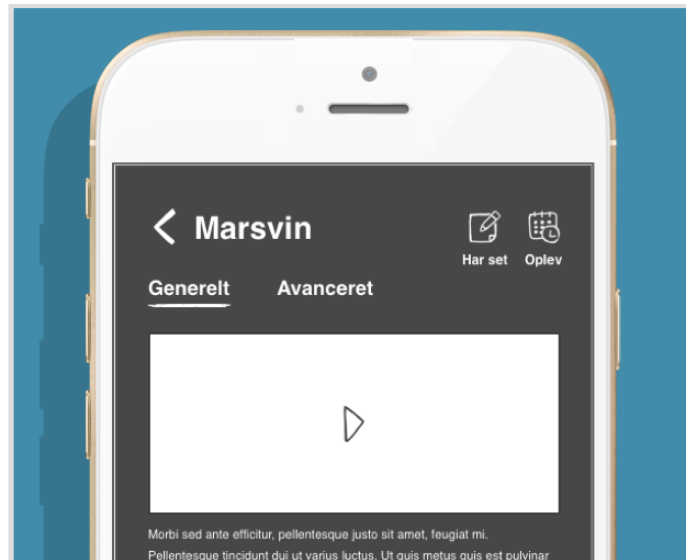 Marsvin
Har set
Oplev
Generelt
Avanceret
Morbi sed ante efficitur, pellentesque justo sit amet, feugiat mi.
Pellentesque tincidunt dui ut varius luctus. Ut quis metus quis est pulvinar